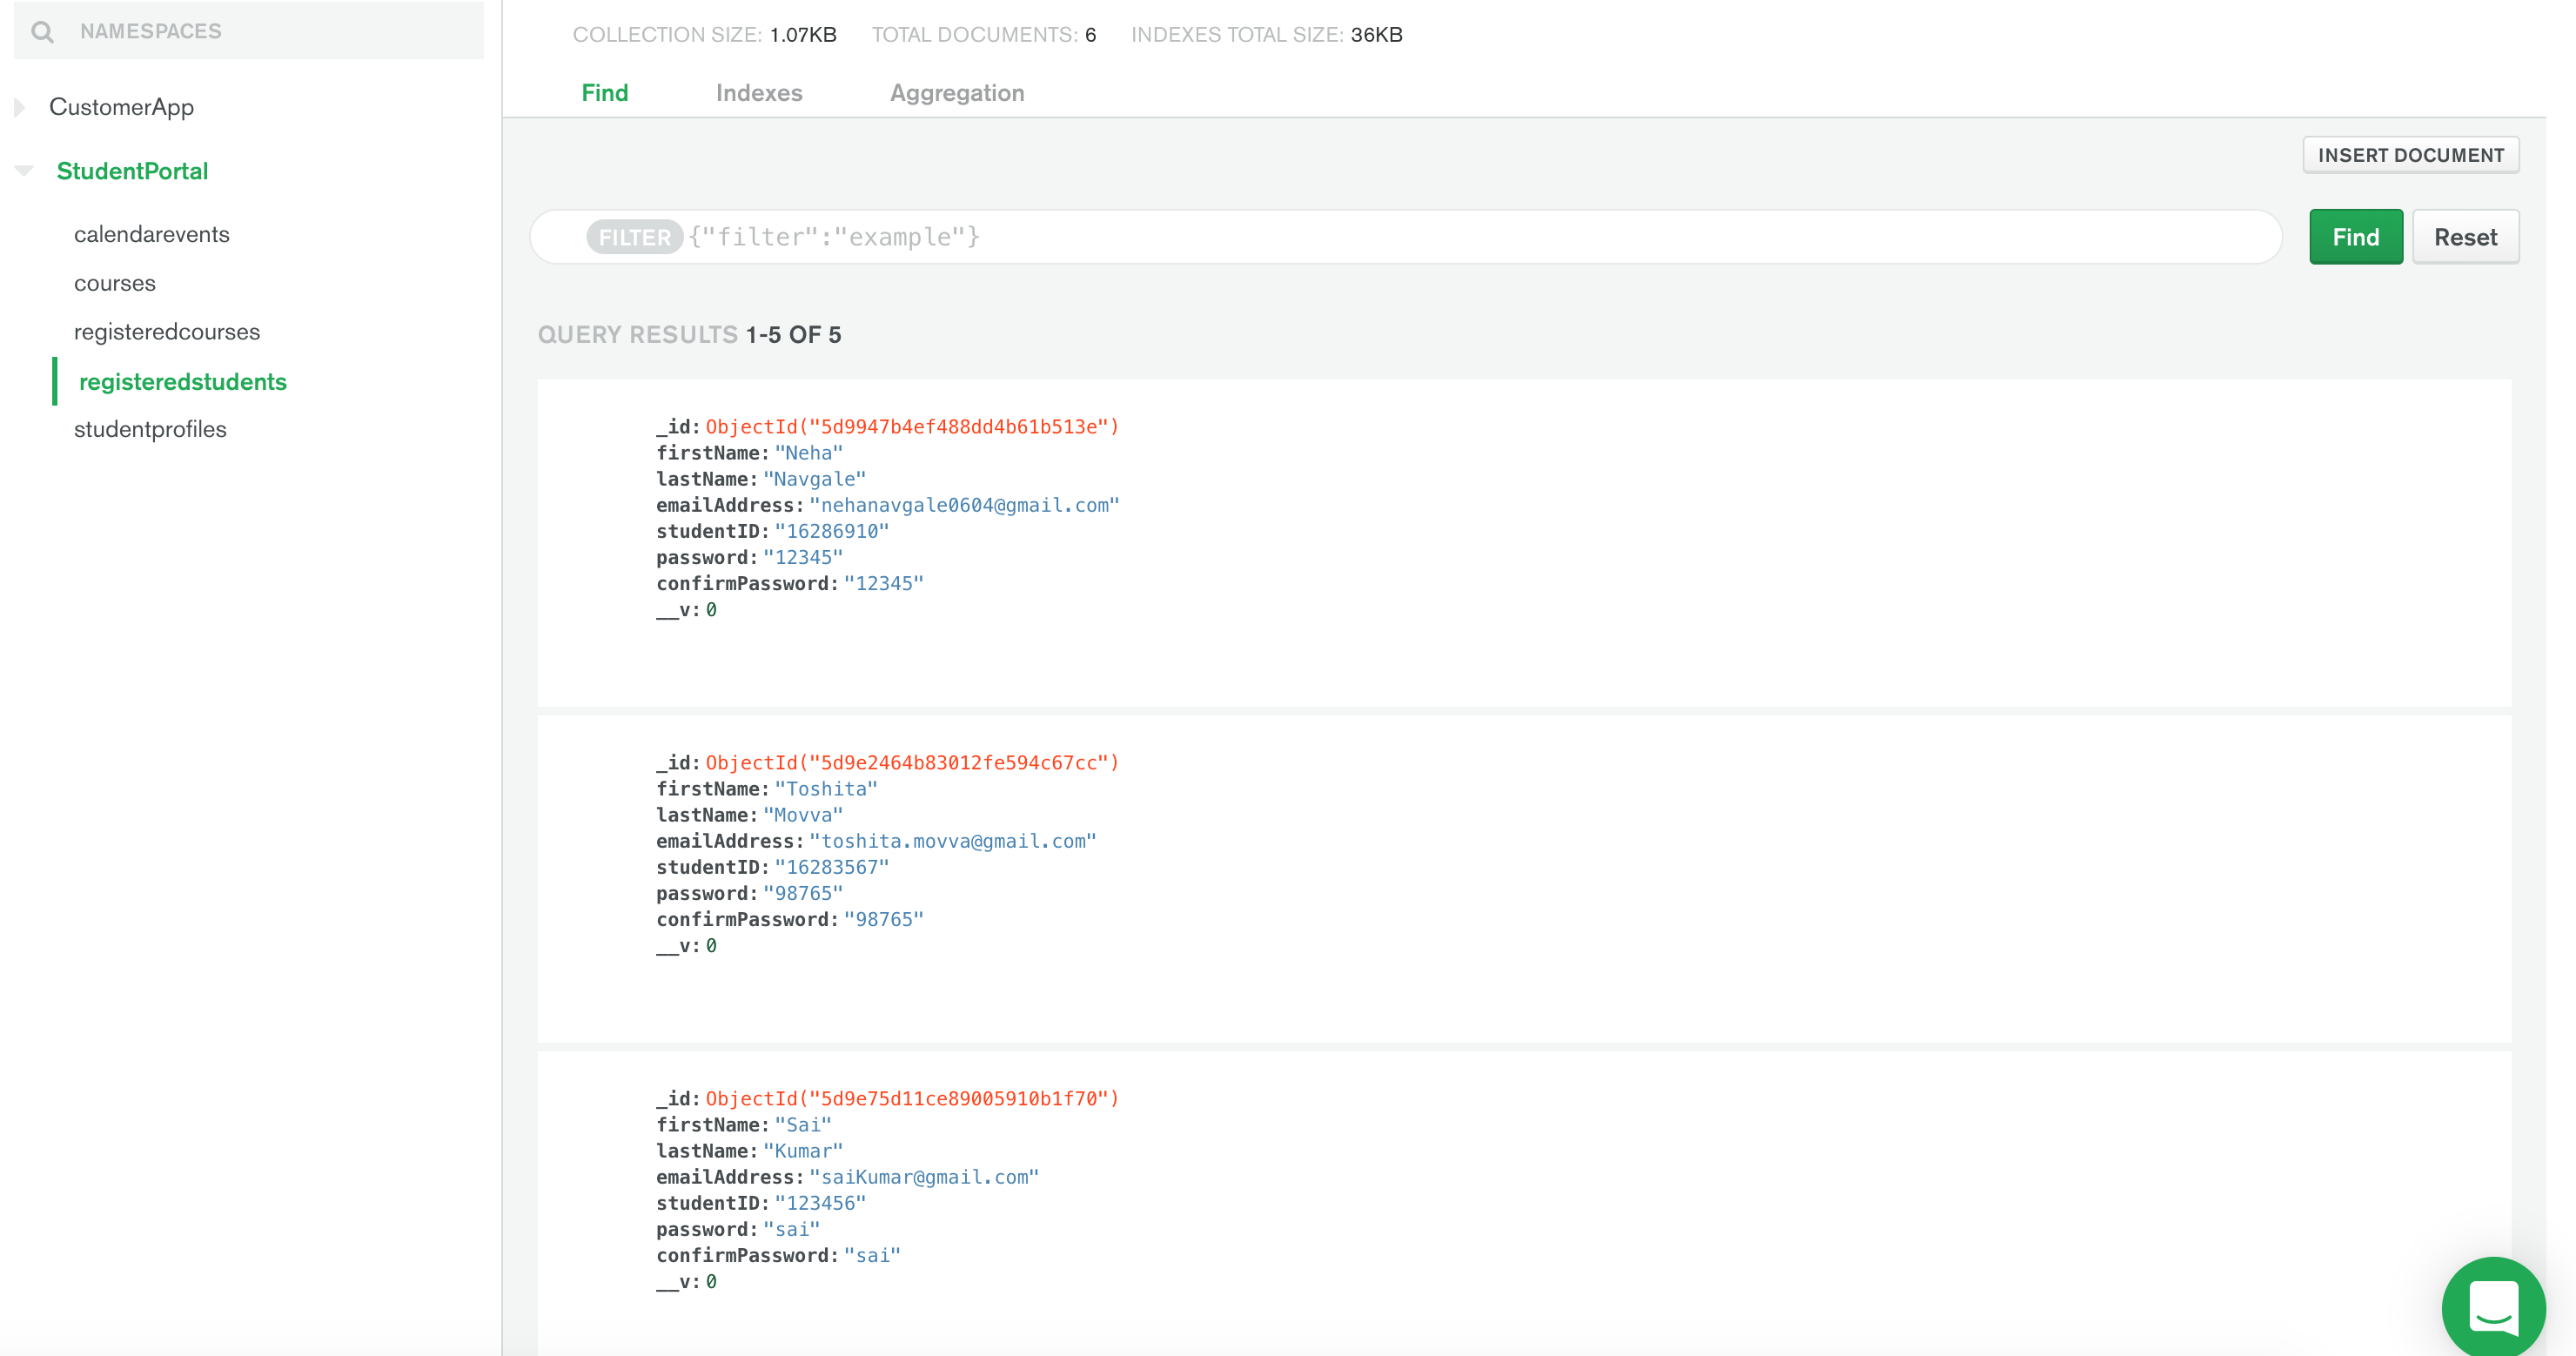 NAMESPACES
CustomerApp
StudentPortal
calendarevents
courses
registeredcourses
registeredstudents
studentprofiles
COLLECTION SIZE: 1.07KB TOTAL DOCUMENTS: 6 INDEXES TOTAL SIZE: 36KB
Find Indexes Aggregation
INSERT DOCUMENT
FILTER {"filter":"example"}
Find Reset
QUERY RESULTS 1-5 OF 5
_id: ObjectId("5d9947b4ef488dd4b61b513e")
firstName: "Neha"
lastName: "Navgale"
emailAddress: "nehanavgale0604@gmail.com"
studentID: "16286910"
password: "12345"
confirmPassword: "12345"
__v: 0
_id: ObjectId("5d9e2464b83012fe594c67cc")
firstName: "Toshita"
lastName: "Movva"
emailAddress: "toshita.movva@gmail.com"
studentID: "16283567"
password: "98765"
confirmPassword: "98765"
__v: 0
_id: ObjectId("5d9e75d11ce89005910b1f70")
firstName: "Sai"
lastName: "Kumar"
emailAddress: "saiKumar@gmail.com"
studentID: "123456"
password: "sai"
confirmPassword: "sai"
__v: 0